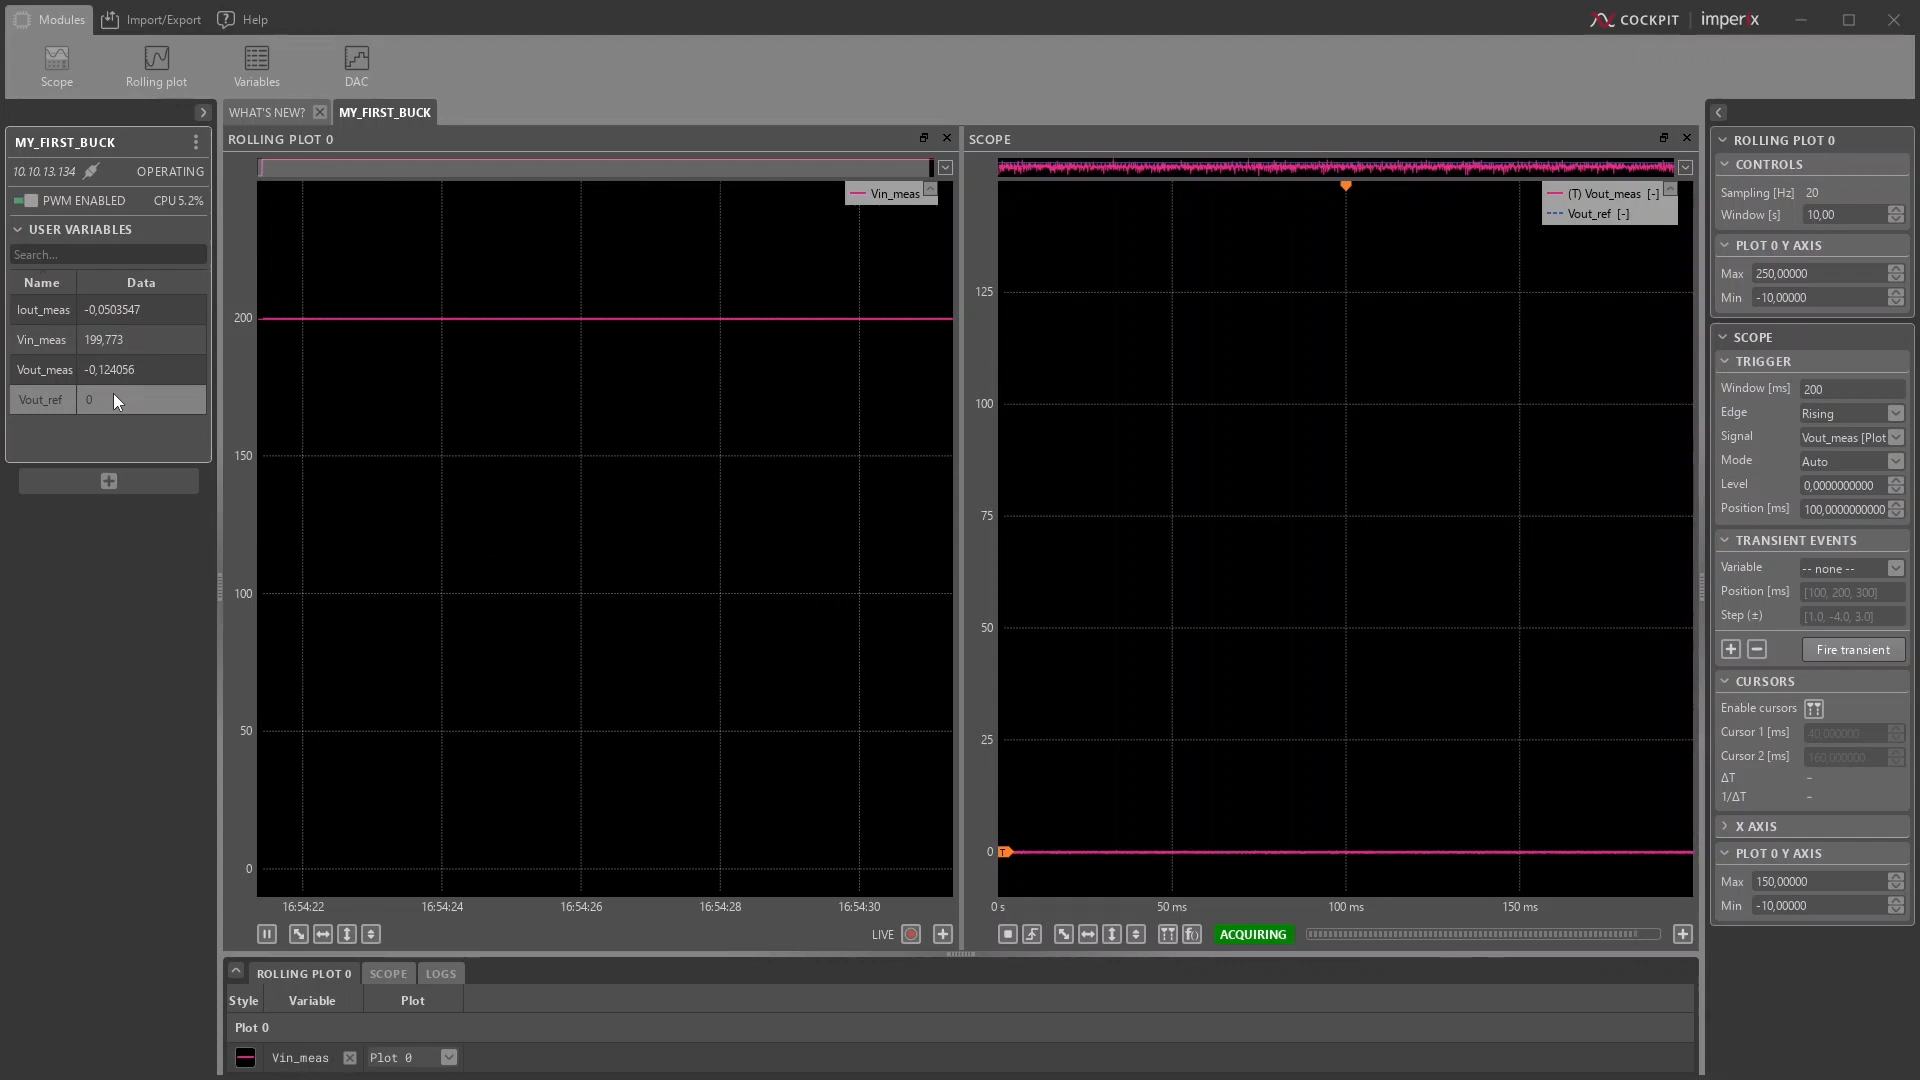 Modules Import/Export Help
COCKPIT imperix
Scope Rolling plot Variables DAC
WHAT'S NEW? MY_FIRST_BUCK
MY_FIRST_BUCK
10.10.13.134 OPERATING
PWM ENABLED CPU 5.2%
USER VARIABLES
Search...
Name Data
Iout_meas -0,0503547
Vin_meas 199,773
Vout_meas -0,124056
Vout_ref 0
ROLLING PLOT 0
Vin_meas
200
150
100
50
0
16:54:22 16:54:24 16:54:26 16:54:28 16:54:30
LIVE
SCOPE
(T) Vout_meas [-]
Vout_ref [-]
125
100
75
50
25
0 T
0 s 50 ms 100 ms 150 ms
ACQUIRING
ROLLING PLOT 0 SCOPE LOGS
Style Variable Plot
Plot 0
Vin_meas Plot 0
ROLLING PLOT 0
CONTROLS
Sampling [Hz] 20
Window [s] 10,00
PLOT 0 Y AXIS
Max 250,00000
Min -10,00000
SCOPE
TRIGGER
Window [ms] 200
Edge Rising
Signal Vout_meas [Plot
Mode Auto
Level 0,0000000000
Position [ms] 100,0000000000
TRANSIENT EVENTS
Variable -- none --
Position [ms] [100, 200, 300]
Step (±) [1.0, -4.0, 3.0]
Fire transient
CURSORS
Enable cursors
Cursor 1 [ms] 40,000000
Cursor 2 [ms] 160,000000
ΔT –
1/ΔT –
X AXIS
PLOT 0 Y AXIS
Max 150,00000
Min -10,00000